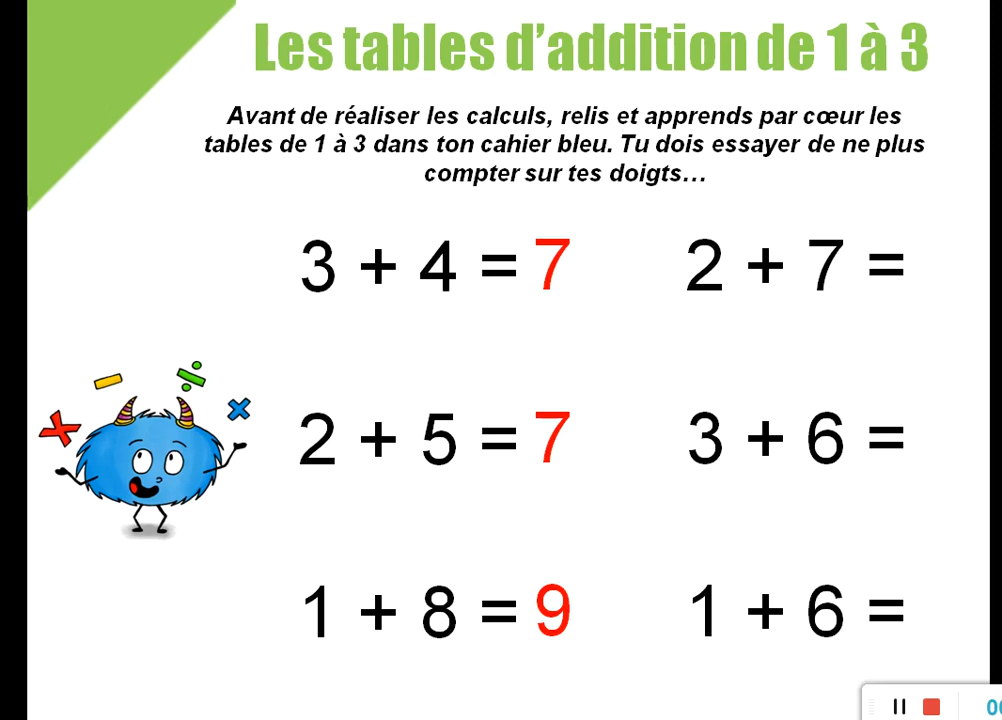 Les tables d’addition de 1 à 3
Avant de réaliser les calculs, relis et apprends par cœur les
tables de 1 à 3 dans ton cahier bleu. Tu dois essayer de ne plus
compter sur tes doigts…
3 + 4 = 7 2 + 7 =
2 + 5 = 7 3 + 6 =
1 + 8 = 9 1 + 6 =